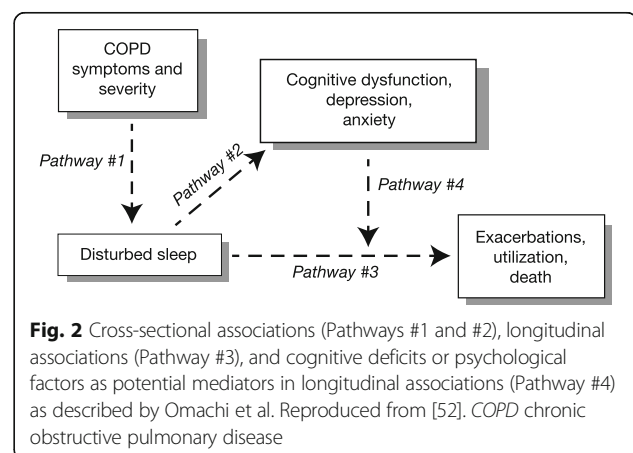 COPD
symptoms and
severity
Cognitive dysfunction,
depression,
anxiety
Pathway #1
Pathway #2
Pathway #4
Disturbed sleep
Pathway #3
Exacerbations,
utilization,
death
Fig. 2 Cross-sectional associations (Pathways #1 and #2), longitudinal
associations (Pathway #3), and cognitive deficits or psychological
factors as potential mediators in longitudinal associations (Pathway #4)
as described by Omachi et al. Reproduced from [52]. COPD chronic
obstructive pulmonary disease